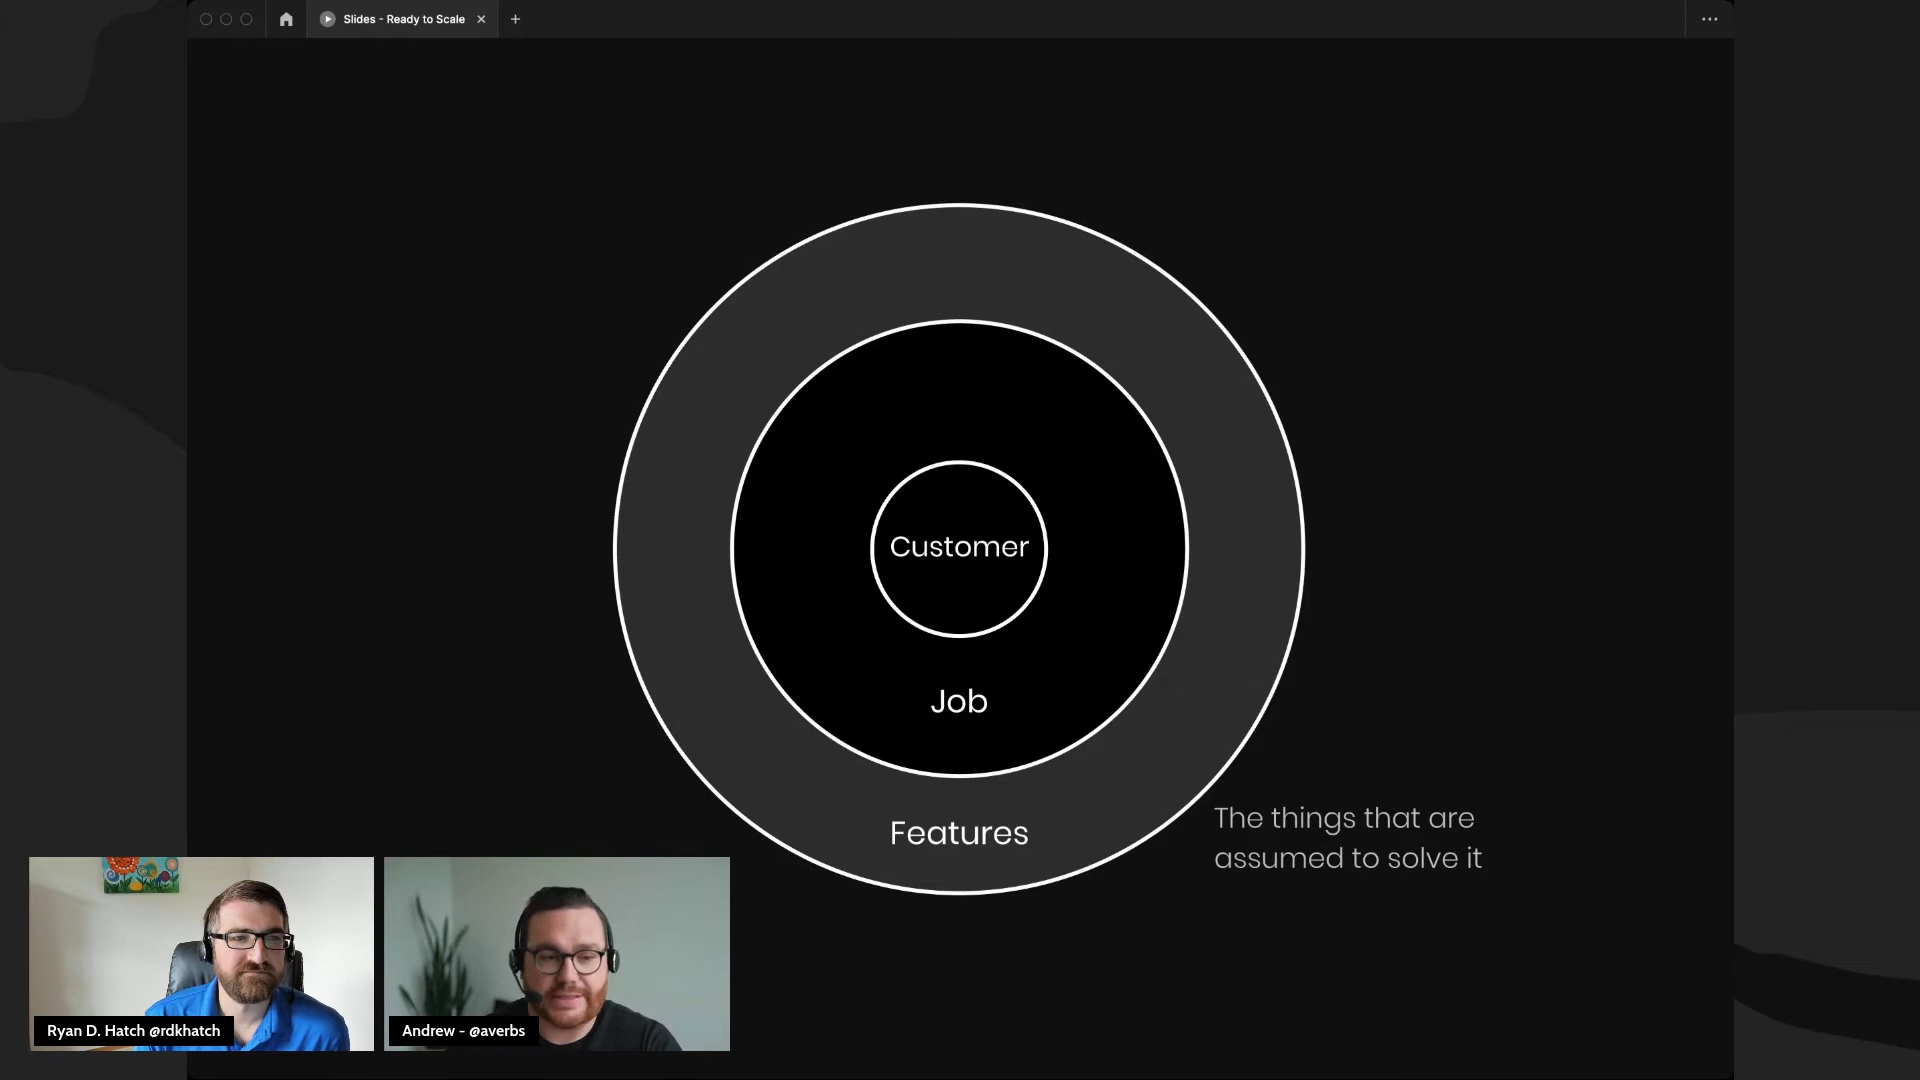 Slides - Ready to Scale
Customer
Job
Features
The things that are
assumed to solve it
Ryan D. Hatch @rdkhatch
Andrew - @averbs